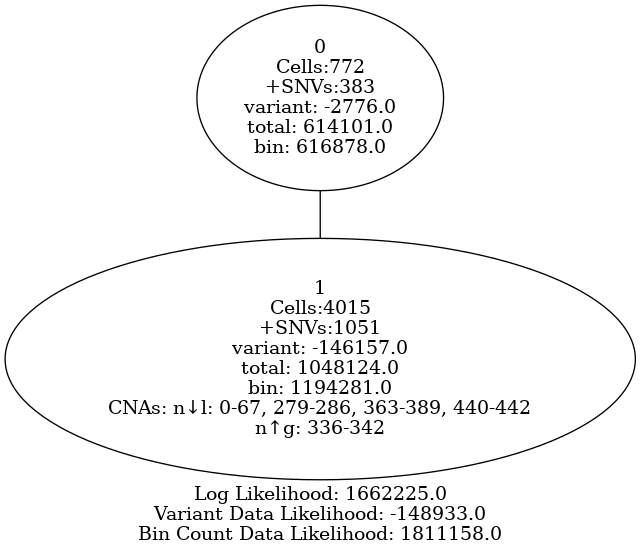 0
Cells:772
+SNVs:383
variant: -2776.0
total: 614101.0
bin: 616878.0
1
Cells:4015
+SNVs:1051
variant: -146157.0
total: 1048124.0
bin: 1194281.0
CNAs: n↓l: 0-67, 279-286, 363-389, 440-442
n↑g: 336-342
Log Likelihood: 1662225.0
Variant Data Likelihood: -148933.0
Bin Count Data Likelihood: 1811158.0